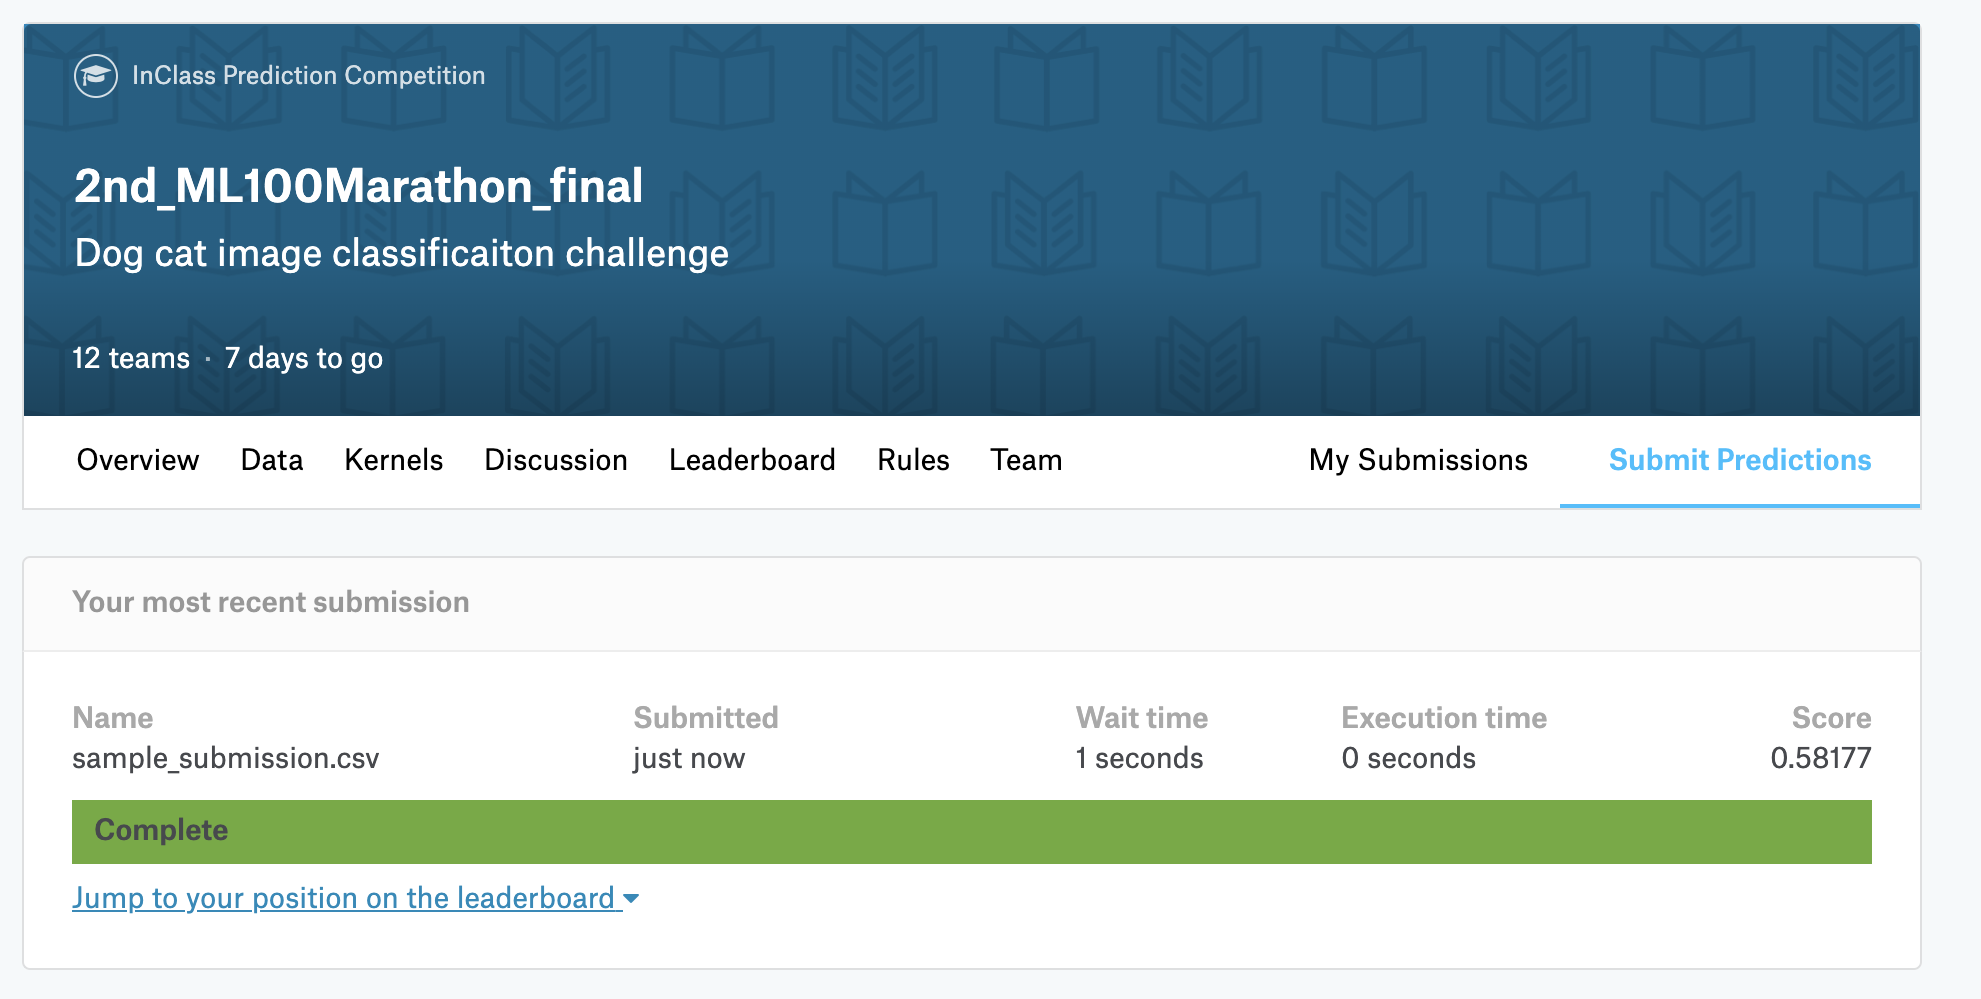 InClass Prediction Competition
2nd_ML100Marathon_final
Dog cat image classificaiton challenge
12 teams · 7 days to go
Overview Data Kernels Discussion Leaderboard Rules Team My Submissions Submit Predictions
Your most recent submission
Name Submitted Wait time Execution time Score
sample_submission.csv just now 1 seconds 0 seconds 0.58177
Complete
Jump to your position on the leaderboard